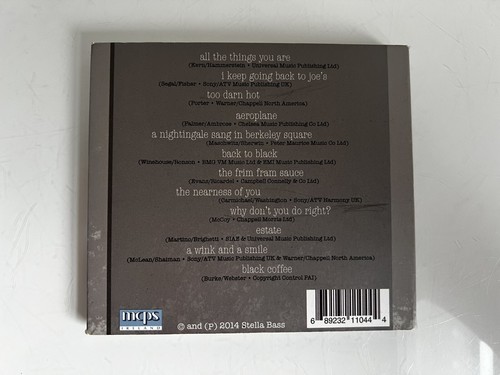 all the things you are
(Kern/Hammerstein • Universal Music Publishing Ltd)
i keep going back to joe's
(Segal/Fisher • Sony/ATV Music Publishing UK)
too darn hot
(Porter • Warner/Chappell North America)
aeroplane
(Palmer/Ambrose • Chelsea Music Publishing Co Ltd)
a nightingale sang in berkeley square
(Maschwitz/Sherwin • Peter Maurice Music Co Ltd)
back to black
(Winehouse/Ronson • EMI VM Music Ltd & EMI Music Publishing Ltd)
the frim fram sauce
(Evans/Ricardel • Campbell Connelly & Co Ltd)
the nearness of you
(Carmichael/Washington • Sony/ATV Harmony UK)
why don't you do right?
(McCoy • Chappell Morris Ltd)
estate
(Martino/Brighetti • SIAE & Universal Music Publishing Ltd)
a wink and a smile
(McLean/Shaiman • Sony/ATV Music Publishing UK & Warner/Chappell North America)
black coffee
(Burke/Webster • Copyright Control PAI)
mcps
IRELAND
© and (P) 2014 Stella Bass
6 89232 11044 4